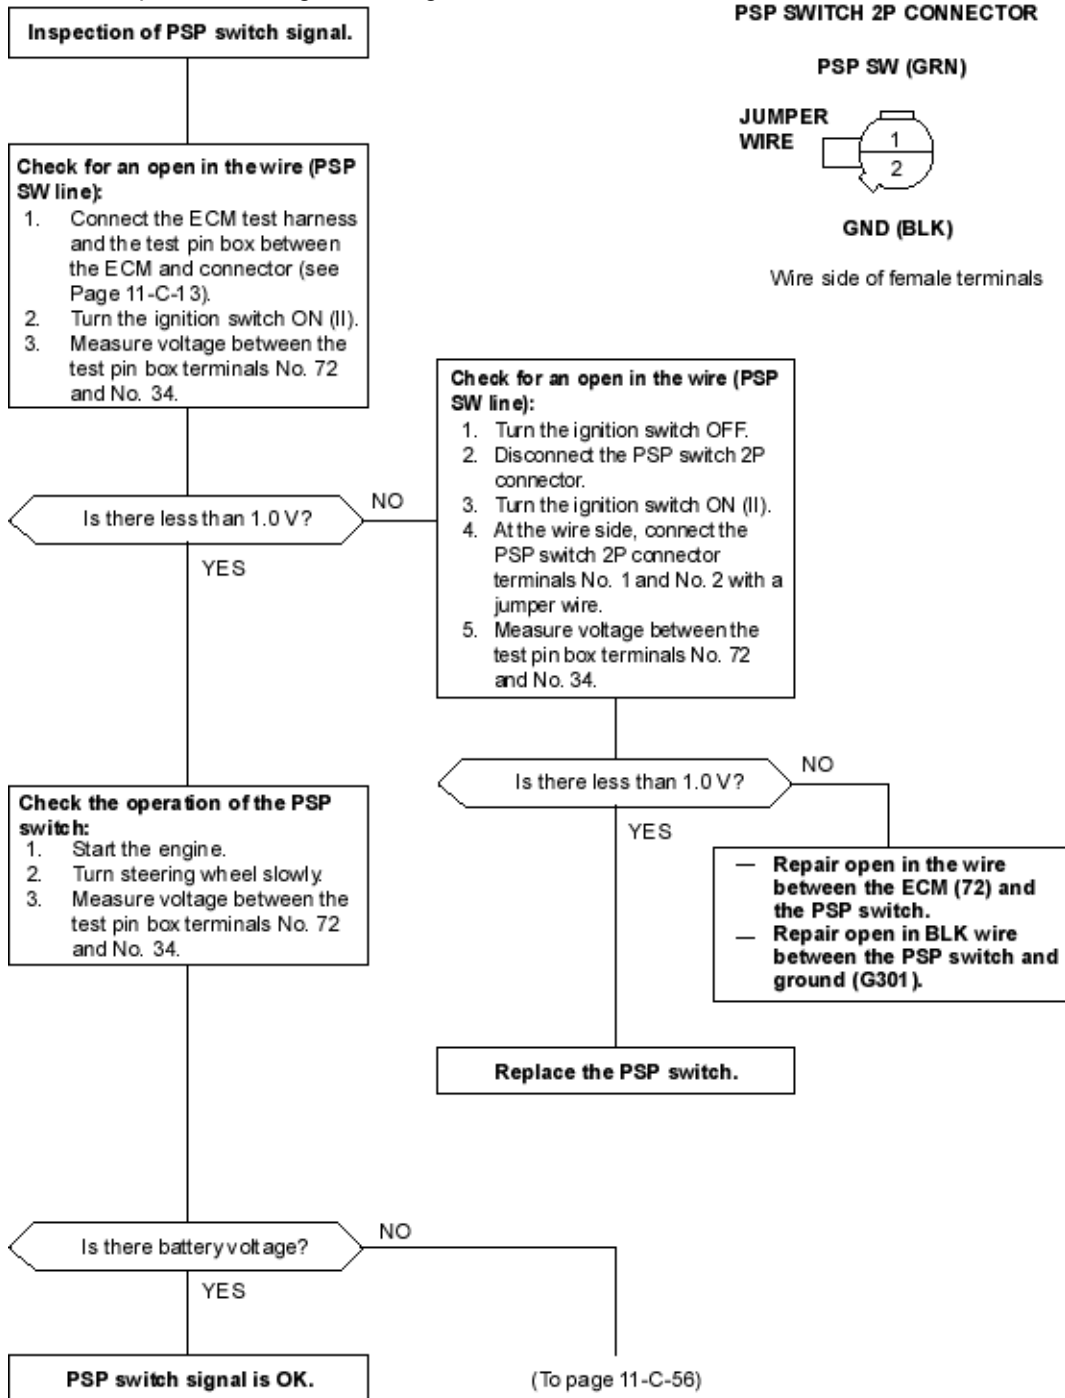 Inspection of PSP switch signal.
PSP SWITCH 2P CONNECTOR
PSP SW (GRN)
JUMPER
WIRE
1
2
GND (BLK)
Wire side of female terminals
Check for an open in the wire (PSP
SW line):
1. Connect the ECM test harness
and the test pin box between
the ECM and connector (see
Page 11-C-13).
2. Turn the ignition switch ON (II).
3. Measure voltage between the
test pin box terminals No. 72
and No. 34.
Is there less than 1.0 V?
NO
YES
Check for an open in the wire (PSP
SW line):
1. Turn the ignition switch OFF.
2. Disconnect the PSP switch 2P
connector.
3. Turn the ignition switch ON (II).
4. At the wire side, connect the
PSP switch 2P connector
terminals No. 1 and No. 2 with a
jumper wire.
5. Measure voltage between the
test pin box terminals No. 72
and No. 34.
Is there less than 1.0 V?
NO
YES
— Repair open in the wire
between the ECM (72) and
the PSP switch.
— Repair open in BLK wire
between the PSP switch and
ground (G301).
Replace the PSP switch.
Check the operation of the PSP
switch:
1. Start the engine.
2. Turn steering wheel slowly.
3. Measure voltage between the
test pin box terminals No. 72
and No. 34.
Is there battery voltage?
NO
YES
PSP switch signal is OK.
(To page 11-C-56)